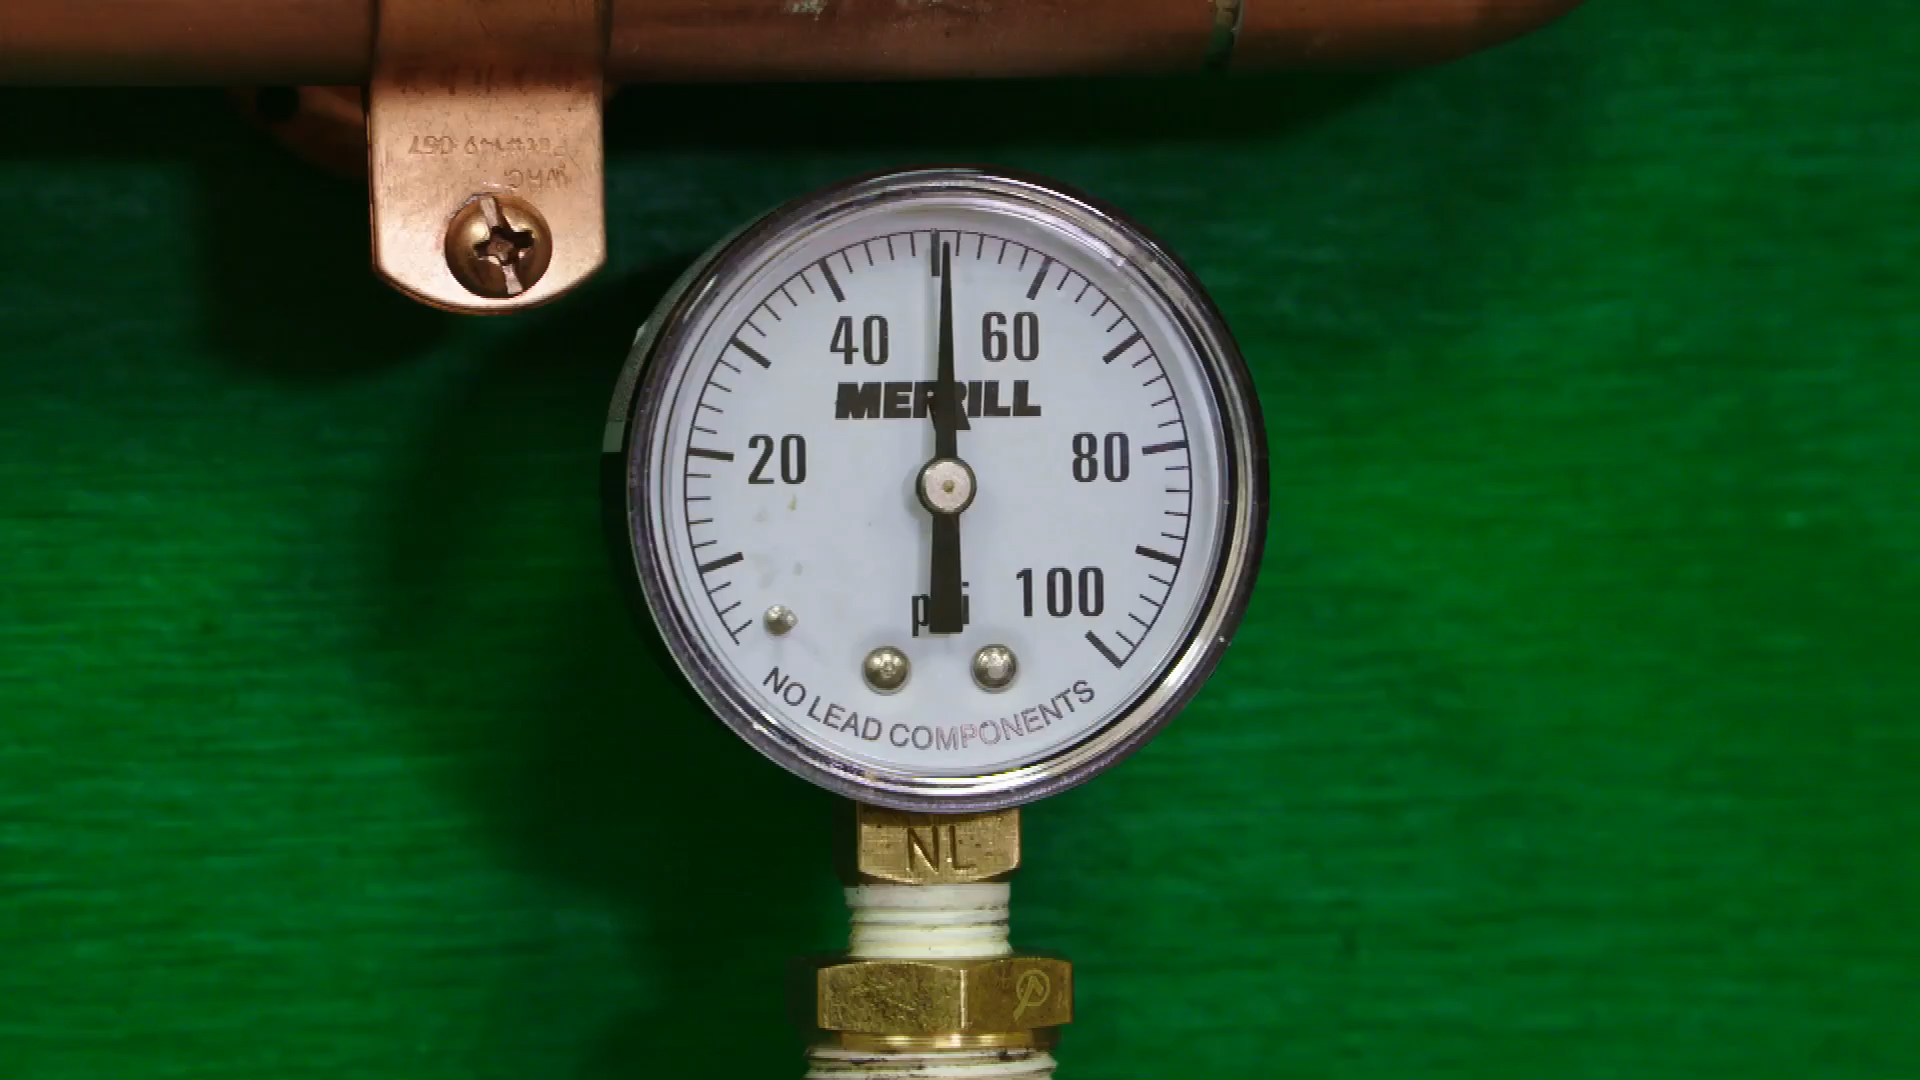 40 60
MERRILL
20 80
psi 100
NO LEAD COMPONENTS
NL